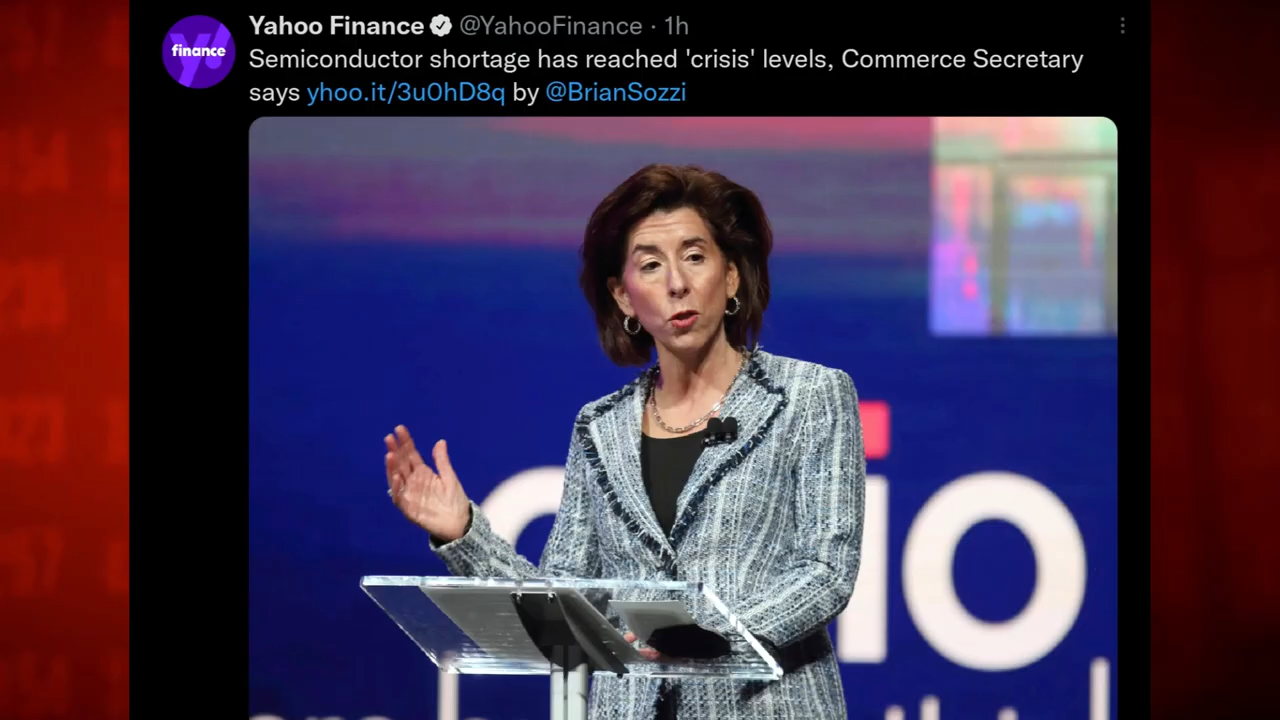 Yahoo Finance @YahooFinance · 1h
finance
Semiconductor shortage has reached 'crisis' levels, Commerce Secretary
says yhoo.it/3u0hD8q by @BrianSozzi
io